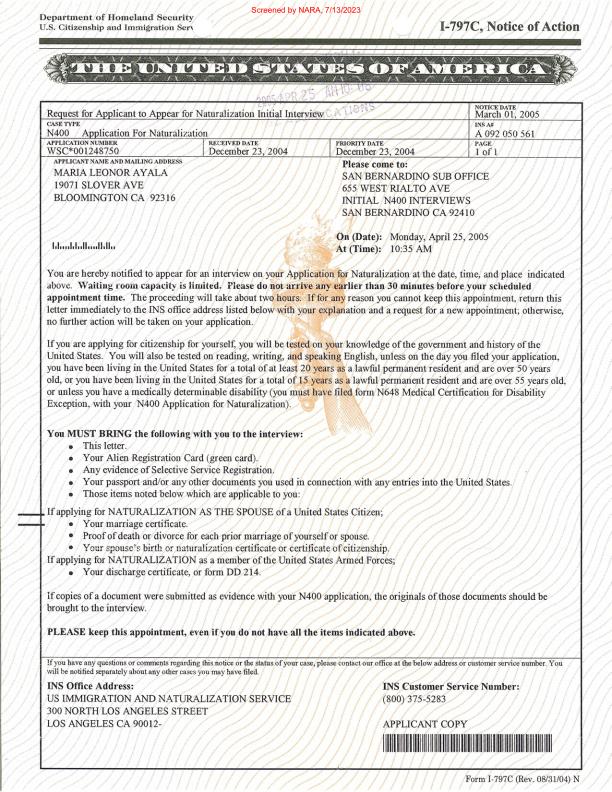 Screened by NARA, 7/13/2023
Department of Homeland Security
U.S. Citizenship and Immigration Serv
I-797C, Notice of Action
THE UNITED STATES OF AMERICA
2005 APR 25 AM 10: 08
Request for Applicant to Appear for Naturalization Initial Interview
NOTICE DATE
March 01, 2005
CASE TYPE
N400 Application For Naturalization
INS A#
A 092 050 561
APPLICATION NUMBER
WSC*001248750
RECEIVED DATE
December 23, 2004
PRIORITY DATE
December 23, 2004
PAGE
1 of 1
APPLICANT NAME AND MAILING ADDRESS
MARIA LEONOR AYALA
19071 SLOVER AVE
BLOOMINGTON CA 92316
Please come to:
SAN BERNARDINO SUB OFFICE
655 WEST RIALTO AVE
INITIAL N400 INTERVIEWS
SAN BERNARDINO CA 92410
On (Date): Monday, April 25, 2005
At (Time): 10:35 AM
You are hereby notified to appear for an interview on your Application for Naturalization at the date, time, and place indicated
above. Waiting room capacity is limited. Please do not arrive any earlier than 30 minutes before your scheduled
appointment time. The proceeding will take about two hours. If for any reason you cannot keep this appointment, return this
letter immediately to the INS office address listed below with your explanation and a request for a new appointment; otherwise,
no further action will be taken on your application.
If you are applying for citizenship for yourself, you will be tested on your knowledge of the government and history of the
United States. You will also be tested on reading, writing, and speaking English, unless on the day you filed your application,
you have been living in the United States for a total of at least 20 years as a lawful permanent resident and are over 50 years
old, or you have been living in the United States for a total of 15 years as a lawful permanent resident and are over 55 years old,
or unless you have a medically determinable disability (you must have filed form N648 Medical Certification for Disability
Exception, with your N400 Application for Naturalization).
You MUST BRING the following with you to the interview:
• This letter.
• Your Alien Registration Card (green card).
• Any evidence of Selective Service Registration.
• Your passport and/or any other documents you used in connection with any entries into the United States.
• Those items noted below which are applicable to you:
If applying for NATURALIZATION AS THE SPOUSE of a United States Citizen;
• Your marriage certificate.
• Proof of death or divorce for each prior marriage of yourself or spouse.
• Your spouse's birth or naturalization certificate or certificate of citizenship.
If applying for NATURALIZATION as a member of the United States Armed Forces;
• Your discharge certificate, or form DD 214.
If copies of a document were submitted as evidence with your N400 application, the originals of those documents should be
brought to the interview.
PLEASE keep this appointment, even if you do not have all the items indicated above.
If you have any questions or comments regarding this notice or the status of your case, please contact our office at the below address or customer service number. You
will be notified separately about any other cases you may have filed.
INS Office Address:
US IMMIGRATION AND NATURALIZATION SERVICE
300 NORTH LOS ANGELES STREET
LOS ANGELES CA 90012-
INS Customer Service Number:
(800) 375-5283
APPLICANT COPY
Form I-797C (Rev. 08/31/04) N